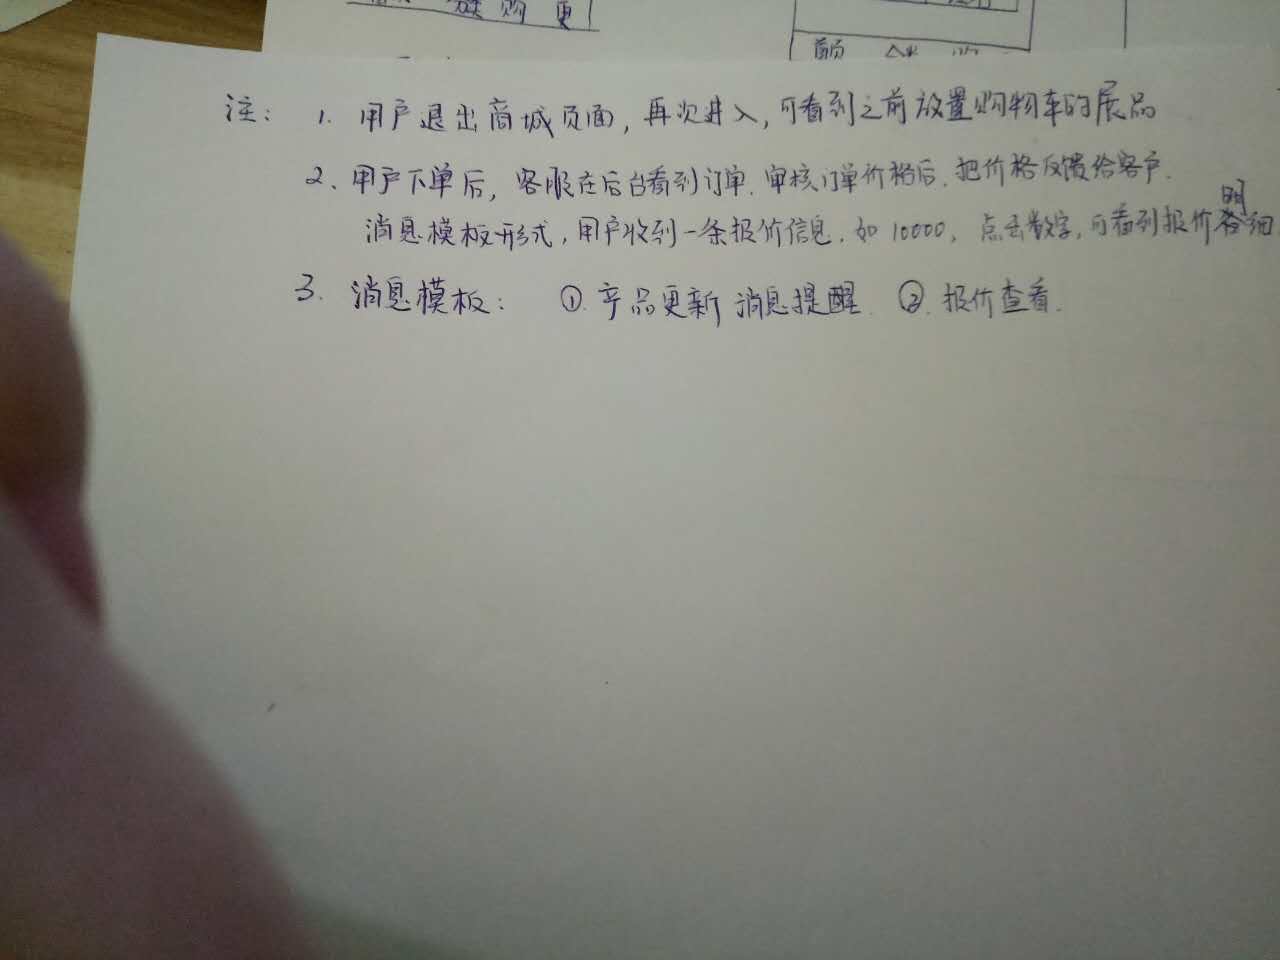 购 更
注： 1. 用户退出商城页面，再次进入，可看到之前放置购物车的展品
2、用户下单后，客服在后台看到订单．审核订单价格后．把价格反馈给客户．
消息模板形式，用户收到一条报价信息．如10000，点击数字，可看到报价明细
3. 消息模板： ① 产品更新 消息提醒． ②．报价查看．